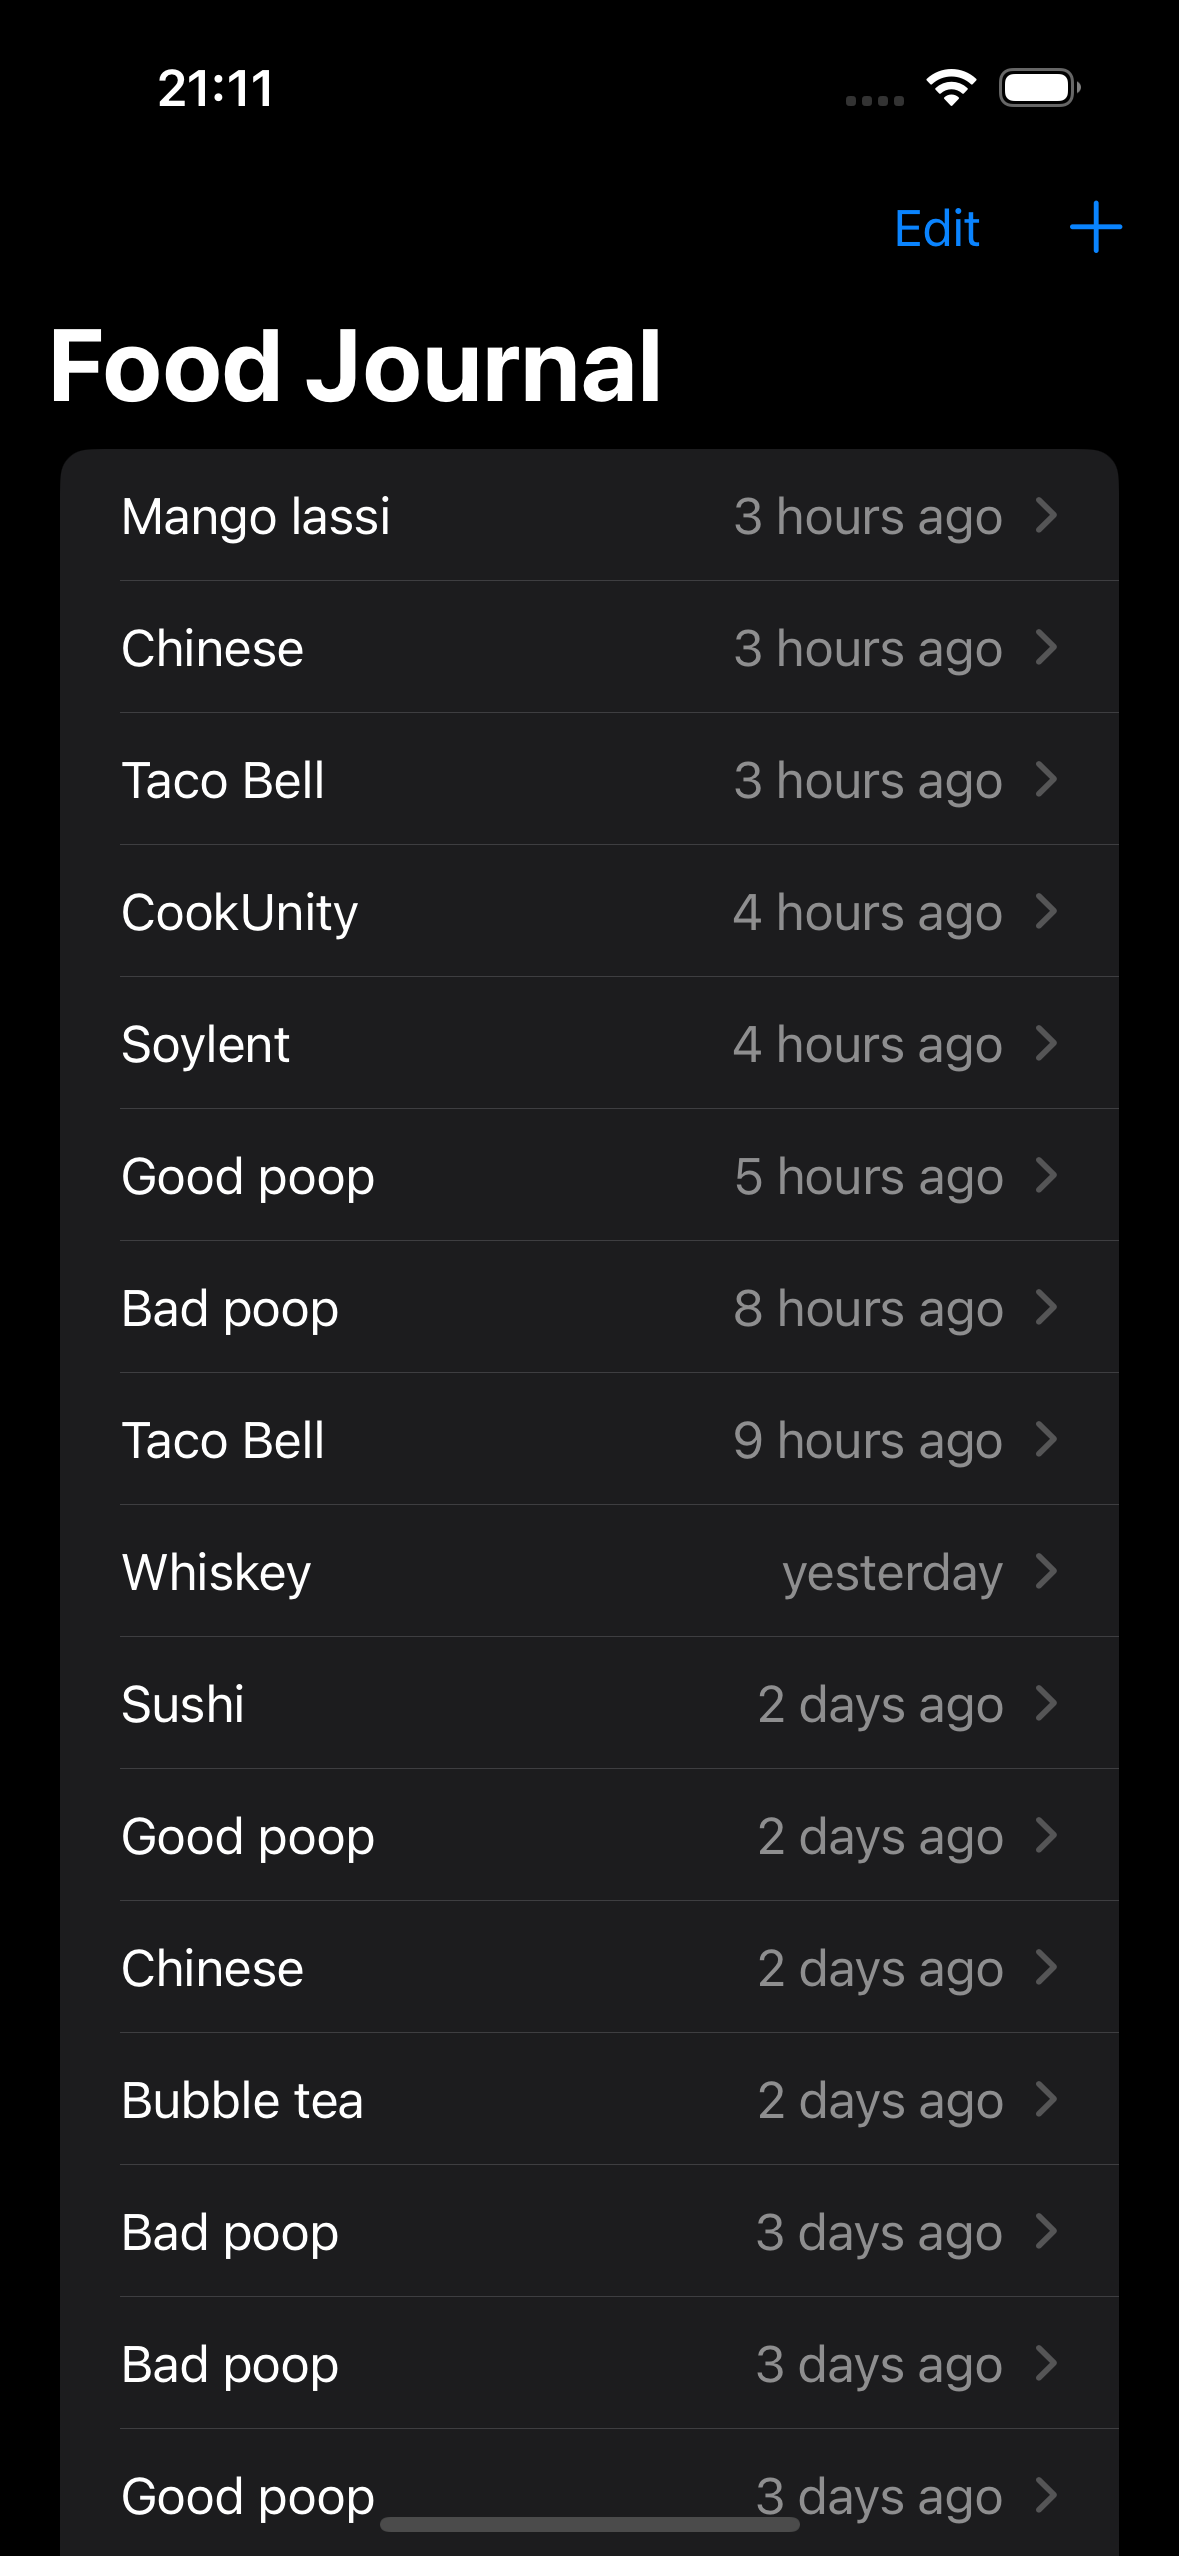 21:11
Edit
Food Journal
Mango lassi 3 hours ago
Chinese 3 hours ago
Taco Bell 3 hours ago
CookUnity 4 hours ago
Soylent 4 hours ago
Good poop 5 hours ago
Bad poop 8 hours ago
Taco Bell 9 hours ago
Whiskey yesterday
Sushi 2 days ago
Good poop 2 days ago
Chinese 2 days ago
Bubble tea 2 days ago
Bad poop 3 days ago
Bad poop 3 days ago
Good poop 3 days ago